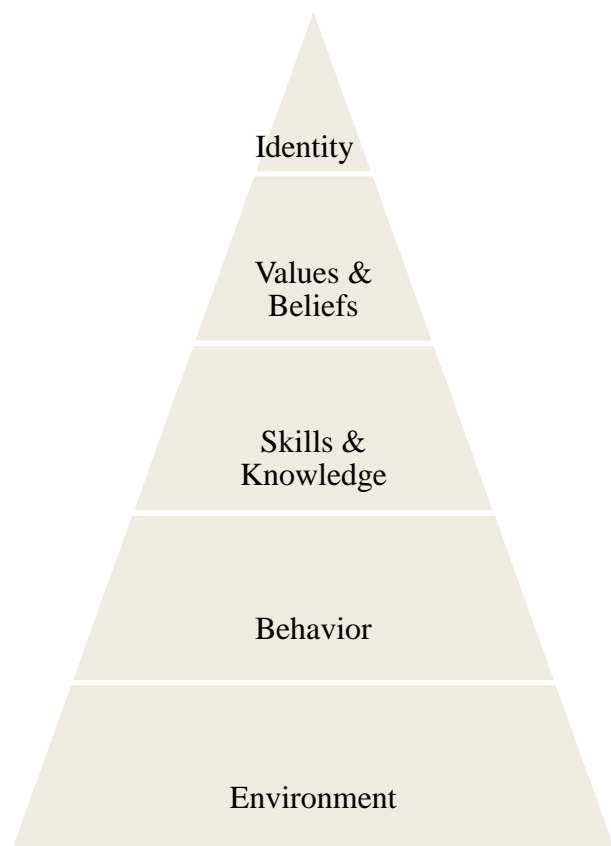 Identity
Values &
Beliefs
Skills &
Knowledge
Behavior
Environment